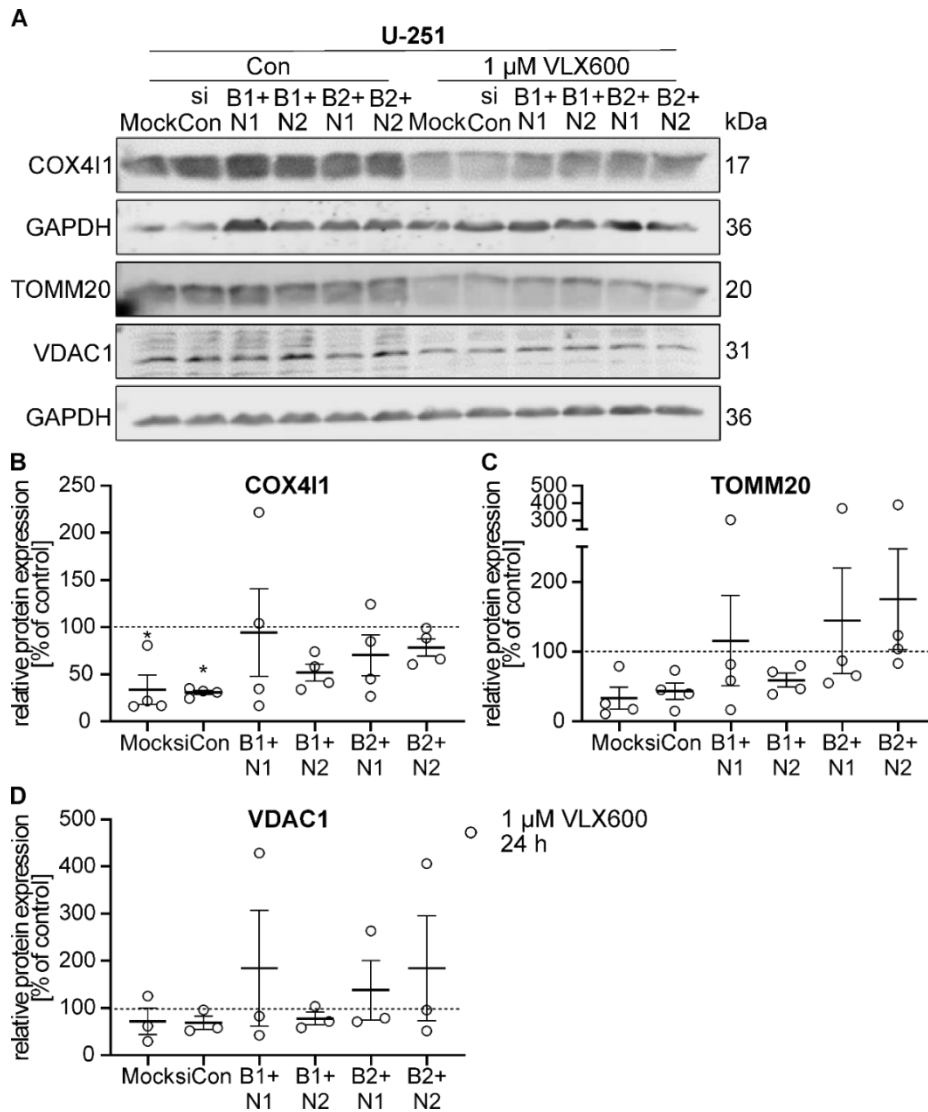 A
U-251
Con
1 µM VLX600
si B1+ B1+ B2+ B2+ si B1+ B1+ B2+ B2+
Mock Con N1 N2 N1 N2 Mock Con N1 N2 N1 N2 kDa
COX4I1 17
GAPDH 36
TOMM20 20
VDAC1 31
GAPDH 36
B
COX4I1
relative protein expression
[% of control]
250
200
150
100
50
0
* *
Mock siCon B1+ B1+ B2+ B2+
N1 N2 N1 N2
C
TOMM20
relative protein expression
[% of control]
500
400
300
200
100
0
Mock siCon B1+ B1+ B2+ B2+
N1 N2 N1 N2
D
VDAC1
relative protein expression
[% of control]
500
400
300
200
100
0
Mock siCon B1+ B1+ B2+ B2+
N1 N2 N1 N2
1 µM VLX600
24 h